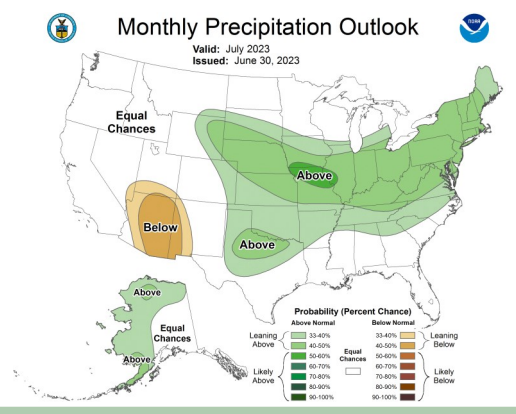 Monthly Precipitation Outlook
NOAA
Valid: July 2023
Issued: June 30, 2023
Equal
Chances
Above
Below
Above
Above
Equal
Chances
Above
Probability (Percent Chance)
Above Normal
Below Normal
Leaning
Above
33-40%
40-50%
Likely
Above
50-60%
60-70%
70-80%
80-90%
90-100%
Equal
Chances
33-40%
40-50%
Leaning
Below
50-60%
60-70%
70-80%
80-90%
90-100%
Likely
Below